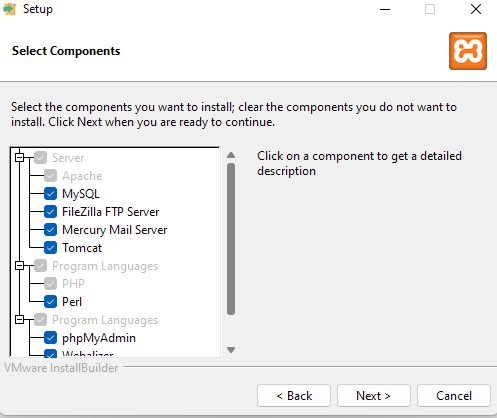 Setup
Select Components
Select the components you want to install; clear the components you do not want to
install. Click Next when you are ready to continue.
Server
Apache
MySQL
FileZilla FTP Server
Mercury Mail Server
Tomcat
Program Languages
PHP
Perl
Program Languages
phpMyAdmin
Webalizer
Click on a component to get a detailed
description
VMware InstallBuilder
< Back
Next >
Cancel